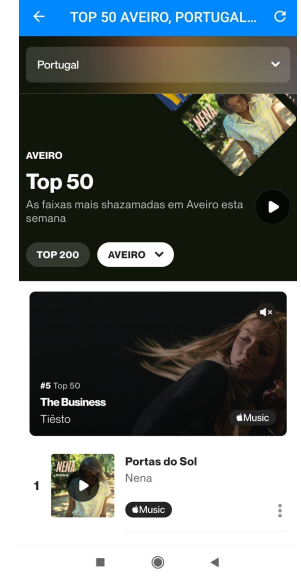 TOP 50 AVEIRO, PORTUGAL...
Portugal
NENA
AVEIRO
Top 50
As faixas mais shazamadas em Aveiro esta
semana
TOP 200
AVEIRO
#5 Top 50
The Business
Tiësto
Music
1
NENA
Portas do Sol
Nena
Music